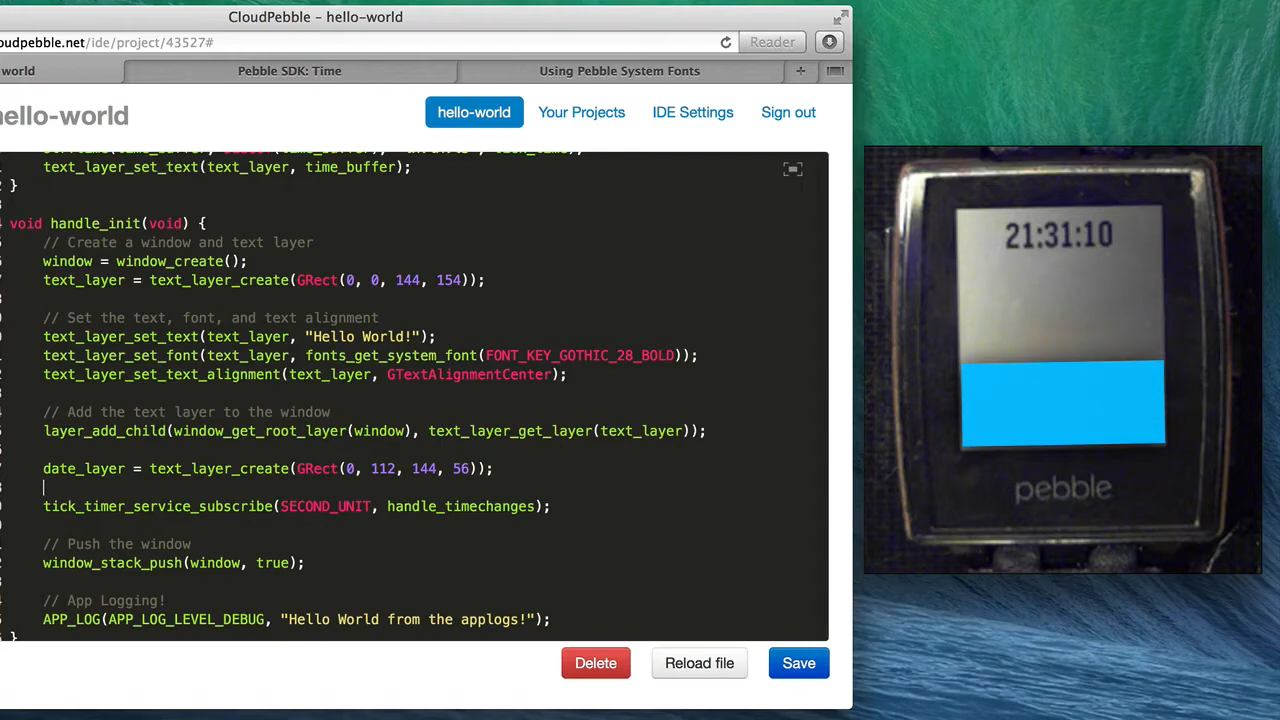 CloudPebble – hello-world
oudpebble.net/ide/project/43527#
Reader
world
Pebble SDK: Time
Using Pebble System Fonts
ello-world
hello-world
Your Projects
IDE Settings
Sign out
text_layer_set_text(text_layer, time_buffer);
}
void handle_init(void) {
// Create a window and text layer
window = window_create();
text_layer = text_layer_create(GRect(0, 0, 144, 154));
// Set the text, font, and text alignment
text_layer_set_text(text_layer, "Hello World!");
text_layer_set_font(text_layer, fonts_get_system_font(FONT_KEY_GOTHIC_28_BOLD));
text_layer_set_text_alignment(text_layer, GTextAlignmentCenter);
// Add the text layer to the window
layer_add_child(window_get_root_layer(window), text_layer_get_layer(text_layer));
date_layer = text_layer_create(GRect(0, 112, 144, 56));
tick_timer_service_subscribe(SECOND_UNIT, handle_timechanges);
// Push the window
window_stack_push(window, true);
// App Logging!
APP_LOG(APP_LOG_LEVEL_DEBUG, "Hello World from the applogs!");
}
Delete
Reload file
Save
21:31:10
pebble